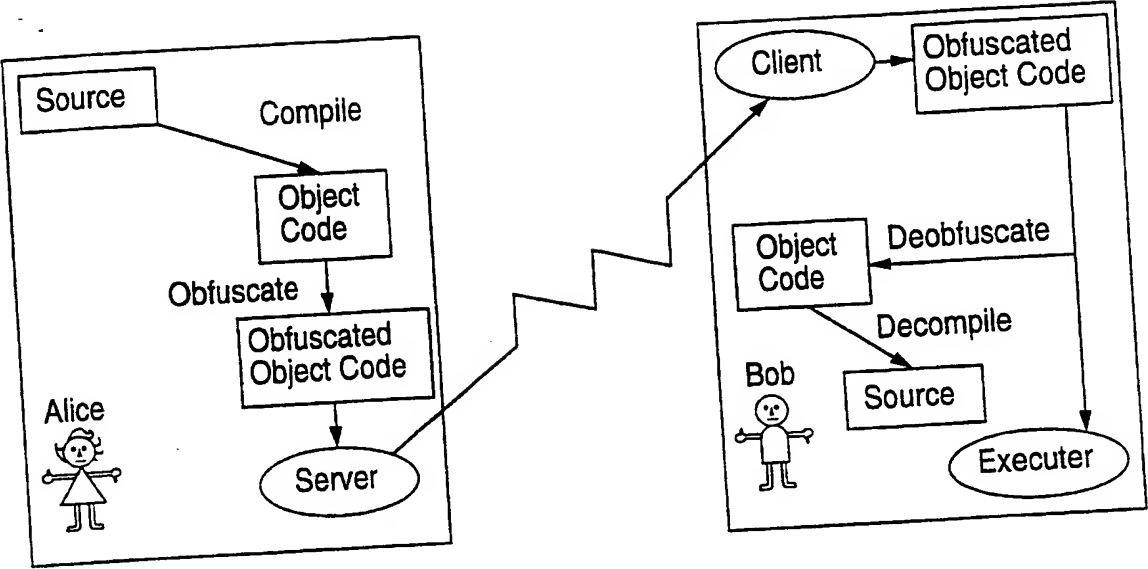 Source
Compile
Object
Code
Obfuscate
Obfuscated
Object Code
Alice
Server
Client
Obfuscated
Object Code
Object
Code
Deobfuscate
Decompile
Bob
Source
Executer